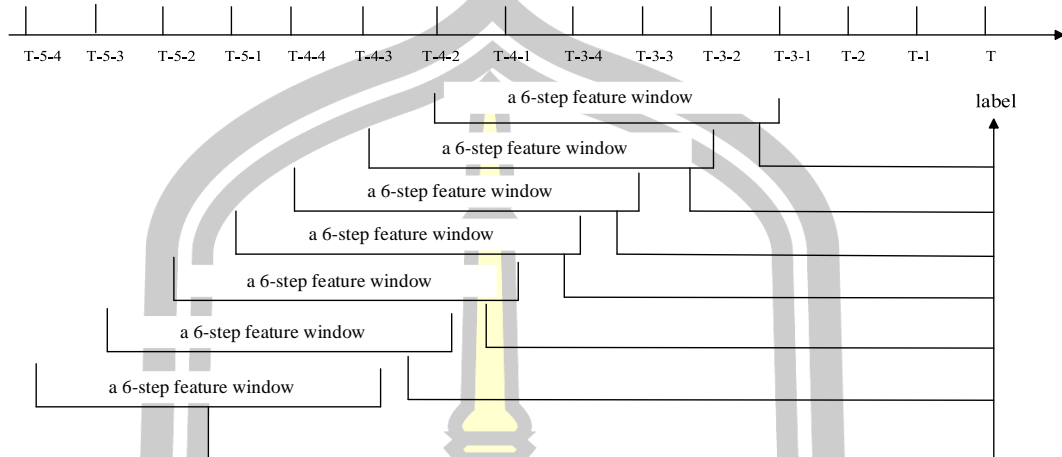 T-5-4 T-5-3 T-5-2 T-5-1 T-4-4 T-4-3 T-4-2 T-4-1 T-3-4 T-3-3 T-3-2 T-3-1 T-2 T-1 T
a 6-step feature window
label
a 6-step feature window
a 6-step feature window
a 6-step feature window
a 6-step feature window
a 6-step feature window
a 6-step feature window